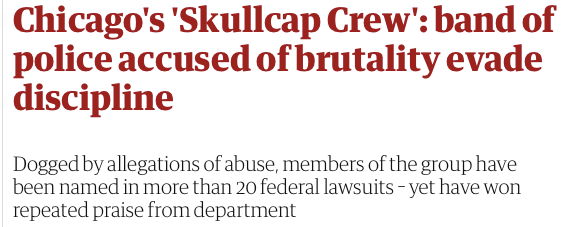 Chicago's 'Skullcap Crew': band of
police accused of brutality evade
discipline
Dogged by allegations of abuse, members of the group have
been named in more than 20 federal lawsuits – yet have won
repeated praise from department